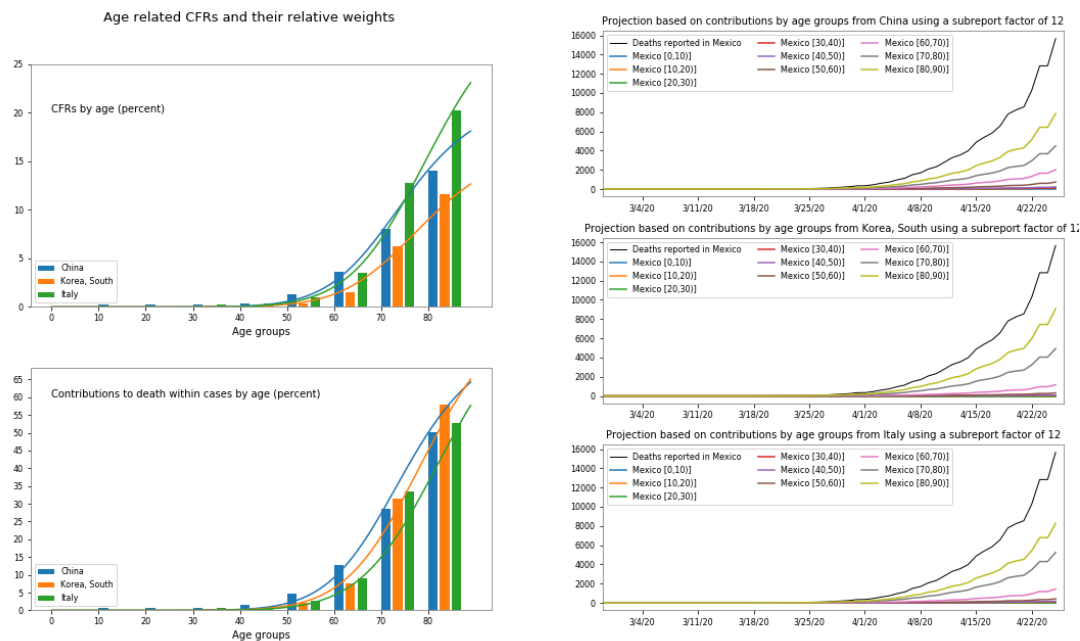 Age related CFRs and their relative weights
25
20
15
10
5
0
CFRs by age (percent)
China
Korea, South
Italy
0 10 20 30 40 50 60 70 80
Age groups
65
60
55
50
45
40
35
30
25
20
15
10
5
0
Contributions to death within cases by age (percent)
China
Korea, South
Italy
0 10 20 30 40 50 60 70 80
Age groups
Projection based on contributions by age groups from China using a subreport factor of 12
16000
14000
12000
10000
8000
6000
4000
2000
0
Deaths reported in Mexico
Mexico [0,10)]
Mexico [10,20)]
Mexico [20,30)]
Mexico [30,40)]
Mexico [40,50)]
Mexico [50,60)]
Mexico [60,70)]
Mexico [70,80)]
Mexico [80,90)]
3/4/20 3/11/20 3/18/20 3/25/20 4/1/20 4/8/20 4/15/20 4/22/20
Projection based on contributions by age groups from Korea, South using a subreport factor of 12
16000
14000
12000
10000
8000
6000
4000
2000
0
Deaths reported in Mexico
Mexico [0,10)]
Mexico [10,20)]
Mexico [20,30)]
Mexico [30,40)]
Mexico [40,50)]
Mexico [50,60)]
Mexico [60,70)]
Mexico [70,80)]
Mexico [80,90)]
3/4/20 3/11/20 3/18/20 3/25/20 4/1/20 4/8/20 4/15/20 4/22/20
Projection based on contributions by age groups from Italy using a subreport factor of 12
16000
14000
12000
10000
8000
6000
4000
2000
0
Deaths reported in Mexico
Mexico [0,10)]
Mexico [10,20)]
Mexico [20,30)]
Mexico [30,40)]
Mexico [40,50)]
Mexico [50,60)]
Mexico [60,70)]
Mexico [70,80)]
Mexico [80,90)]
3/4/20 3/11/20 3/18/20 3/25/20 4/1/20 4/8/20 4/15/20 4/22/20